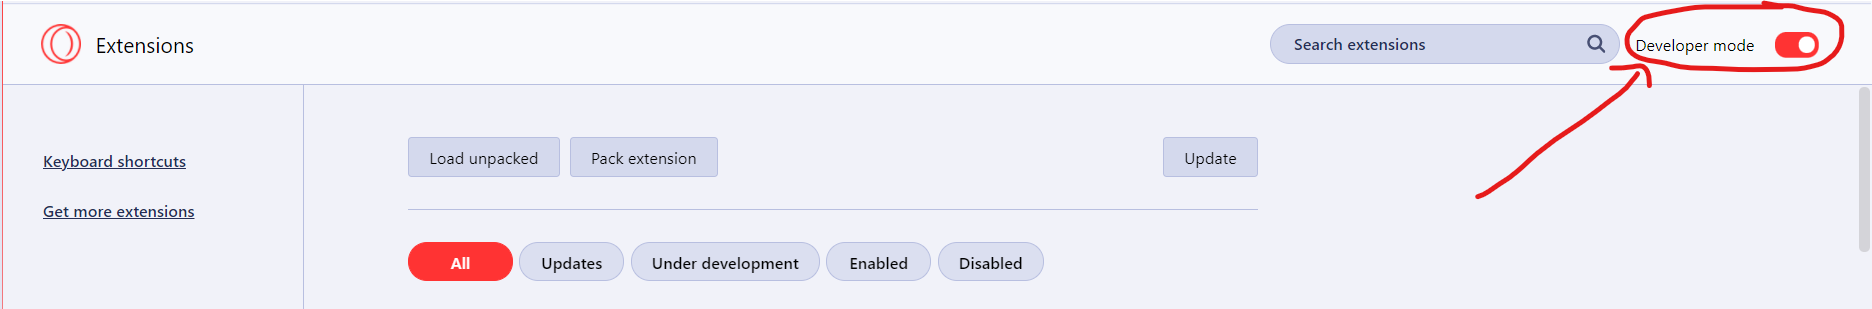 Extensions
Search extensions
Developer mode
Keyboard shortcuts
Get more extensions
Load unpacked
Pack extension
Update
All
Updates
Under development
Enabled
Disabled